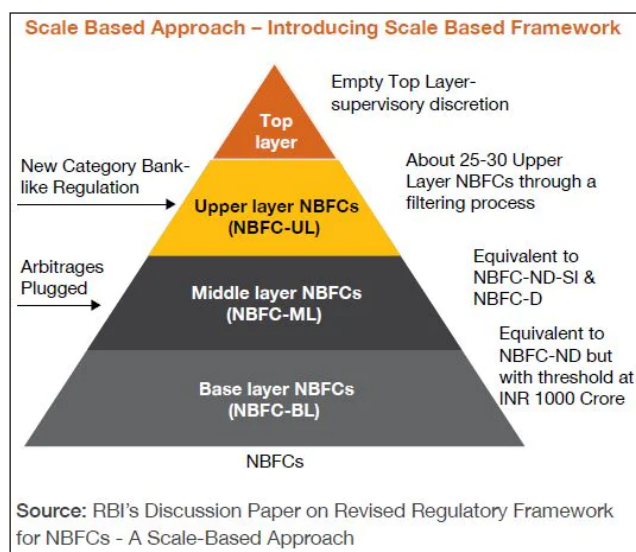 Scale Based Approach – Introducing Scale Based Framework
Empty Top Layer-
supervisory discretion
Top
layer
New Category Bank-
like Regulation
About 25-30 Upper
Layer NBFCs through a
filtering process
Upper layer NBFCs
(NBFC-UL)
Arbitrages
Plugged
Equivalent to
NBFC-ND-SI &
NBFC-D
Middle layer NBFCs
(NBFC-ML)
Equivalent to
NBFC-ND but
with threshold at
INR 1000 Crore
Base layer NBFCs
(NBFC-BL)
NBFCs
Source: RBI's Discussion Paper on Revised Regulatory Framework
for NBFCs - A Scale-Based Approach